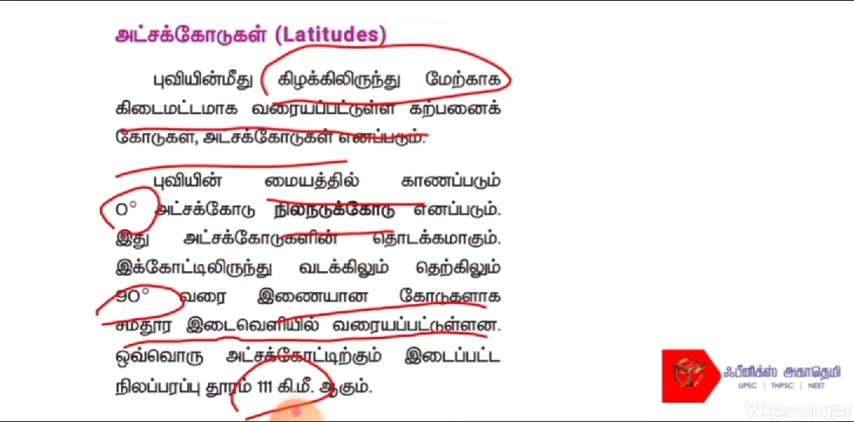 அட்சக்கோடுகள் (Latitudes)
புவியின்மீது கிழக்கிலிருந்து மேற்காக
கிடைமட்டமாக வரையப்பட்டுள்ள கற்பனைக்
கோடுகள், அட்சக்கோடுகள் எனப்படும்.
புவியின் மையத்தில் காணப்படும்
0° அட்சக்கோடு நிலநடுக்கோடு எனப்படும்.
இது அட்சக்கோடுகளின் தொடக்கமாகும்.
இக்கோட்டிலிருந்து வடக்கிலும் தெற்கிலும்
90° வரை இணையான கோடுகளாக
சமதூர இடைவெளியில் வரையப்பட்டுள்ளன.
ஒவ்வொரு அட்சக்கோட்டிற்கும் இடைப்பட்ட
நிலப்பரப்பு தூரம் 111 கி.மீ. ஆகும்.
ஃபீனிக்ஸ் அகாதெமி
UPSC | TNPSC | NEET
XRecorder